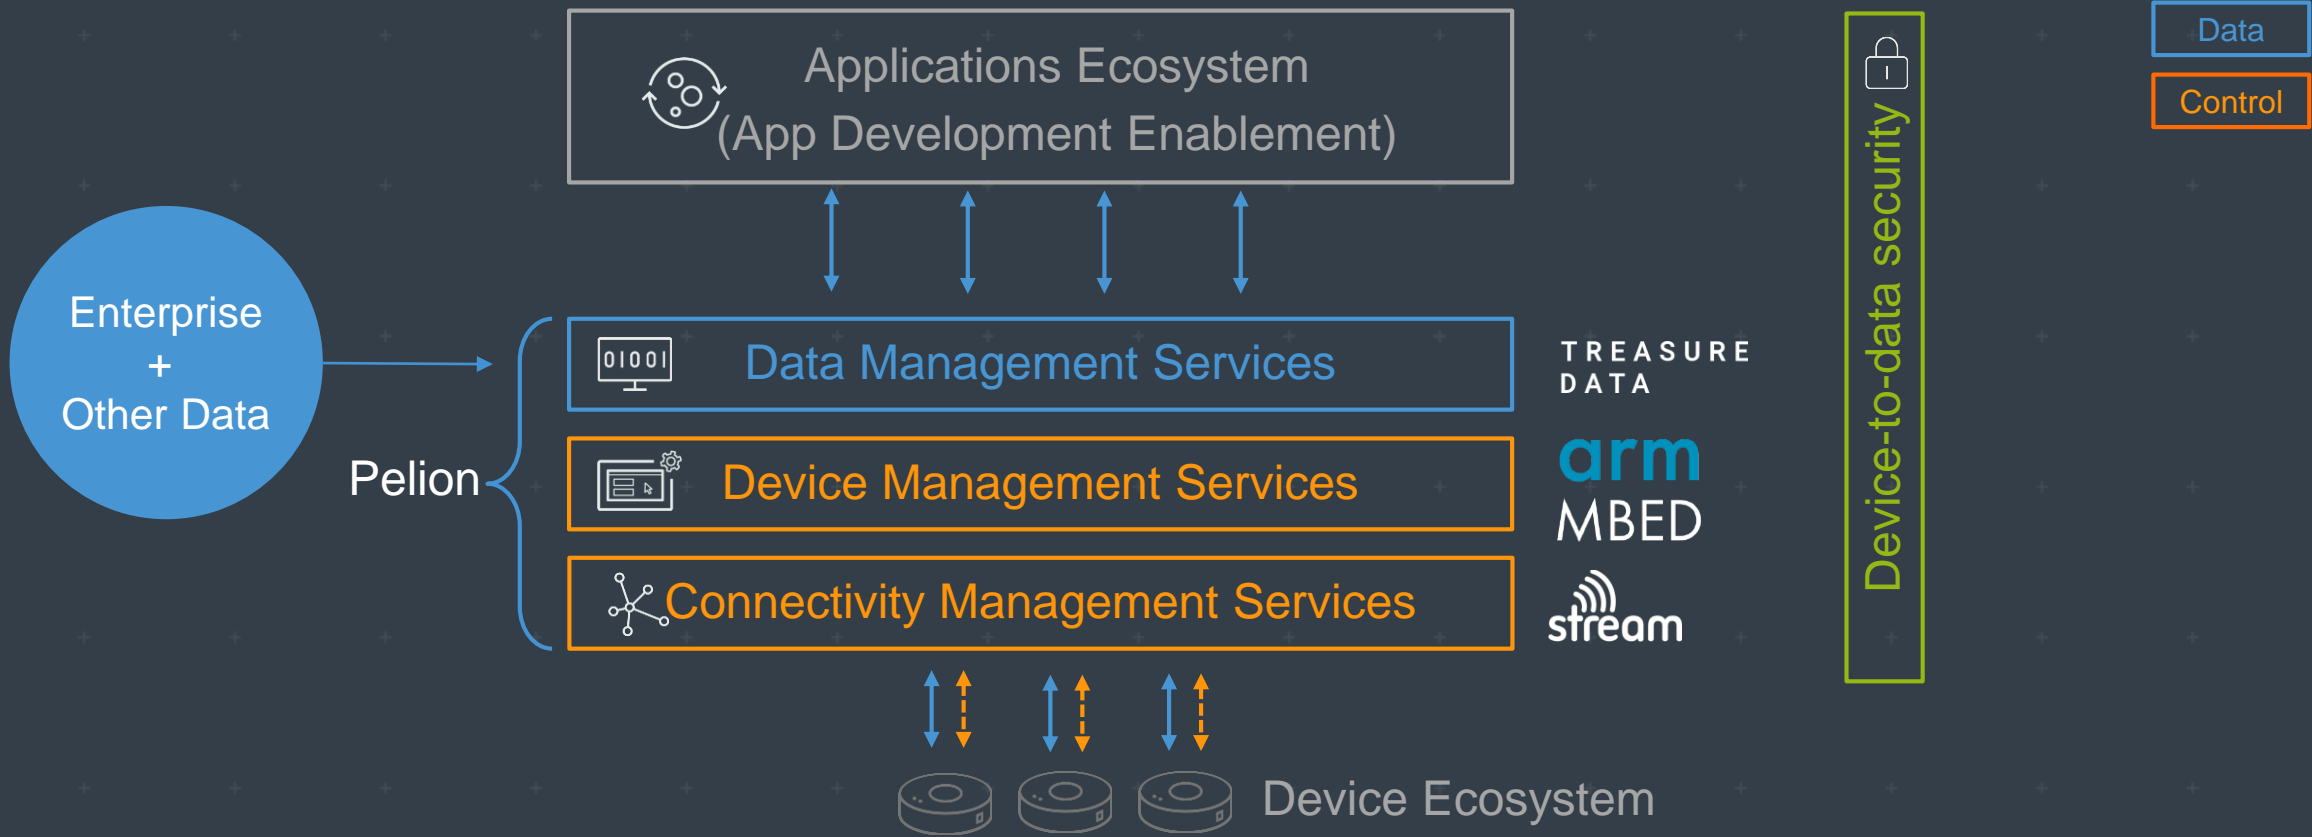 Applications Ecosystem
(App Development Enablement)
Data
Control
Device-to-data security
Enterprise
+
Other Data
Pelion
01001
Data Management Services
TREASURE
DATA
Device Management Services
arm
MBED
Connectivity Management Services
stream
Device Ecosystem